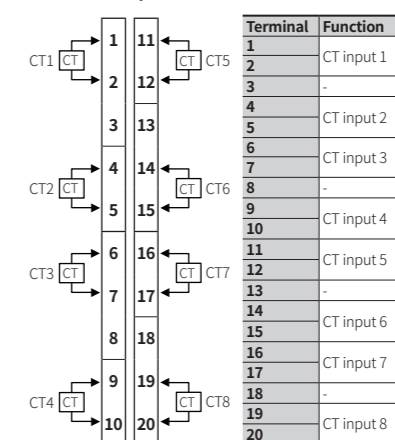 1 11
CT1 CT CT CT5
2 12
3 13
4 14
CT2 CT CT CT6
5 15
6 16
CT3 CT CT CT7
7 17
8 18
9 19
CT4 CT CT CT8
10 20
Terminal Function
1
CT input 1
2
3 -
4
CT input 2
5
6
CT input 3
7
8 -
9
CT input 4
10
11
CT input 5
12
13 -
14
CT input 6
15
16
CT input 7
17
18 -
19
CT input 8
20